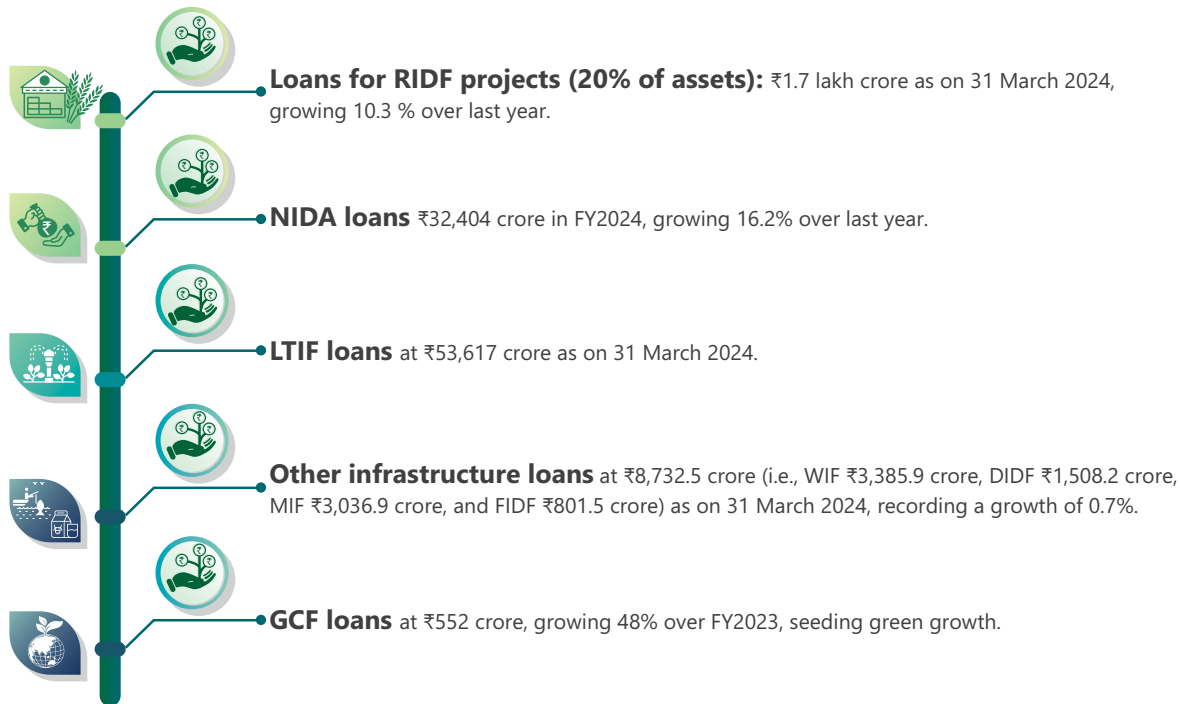 Loans for RIDF projects (20% of assets): ₹1.7 lakh crore as on 31 March 2024,
growing 10.3 % over last year.
NIDA loans ₹32,404 crore in FY2024, growing 16.2% over last year.
LTIF loans at ₹53,617 crore as on 31 March 2024.
Other infrastructure loans at ₹8,732.5 crore (i.e., WIF ₹3,385.9 crore, DIDF ₹1,508.2 crore,
MIF ₹3,036.9 crore, and FIDF ₹801.5 crore) as on 31 March 2024, recording a growth of 0.7%.
GCF loans at ₹552 crore, growing 48% over FY2023, seeding green growth.